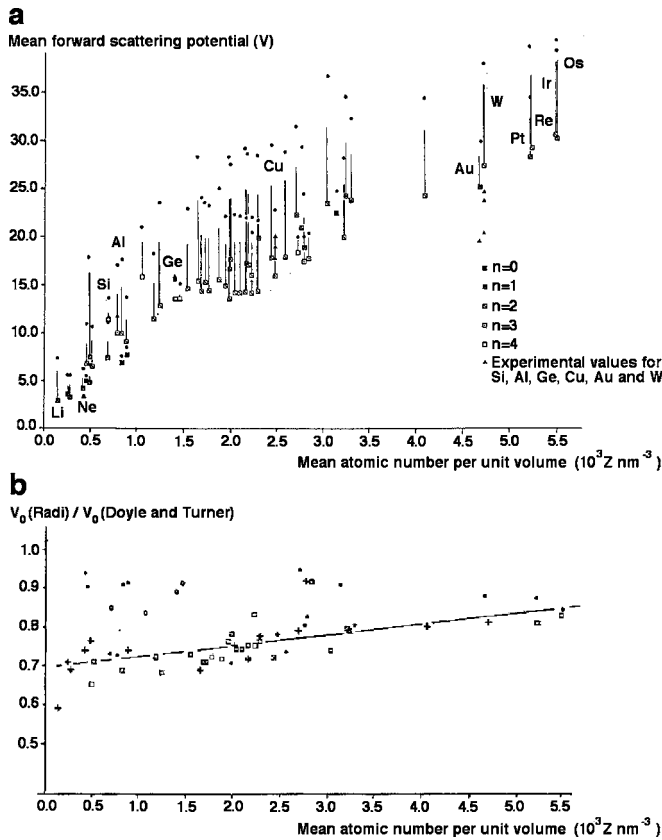 a
Mean forward scattering potential (V)
35.0
30.0
25.0
20.0
15.0
10.0
5.0
0.0
Li
Ne
Si
Al
Ge
Cu
Au
W
Pt
Re
Ir
Os
n=0
n=1
n=2
n=3
n=4
Experimental values for
Si, Al, Ge, Cu, Au and W
0.0 0.5 1.0 1.5 2.0 2.5 3.0 3.5 4.0 4.5 5.0 5.5
Mean atomic number per unit volume (10³Z nm⁻³)
b
V₀(Radi) / V₀(Doyle and Turner)
1.0
0.9
0.8
0.7
0.6
0.5
0.0 0.5 1.0 1.5 2.0 2.5 3.0 3.5 4.0 4.5 5.0 5.5
Mean atomic number per unit volume (10³Z nm⁻³)